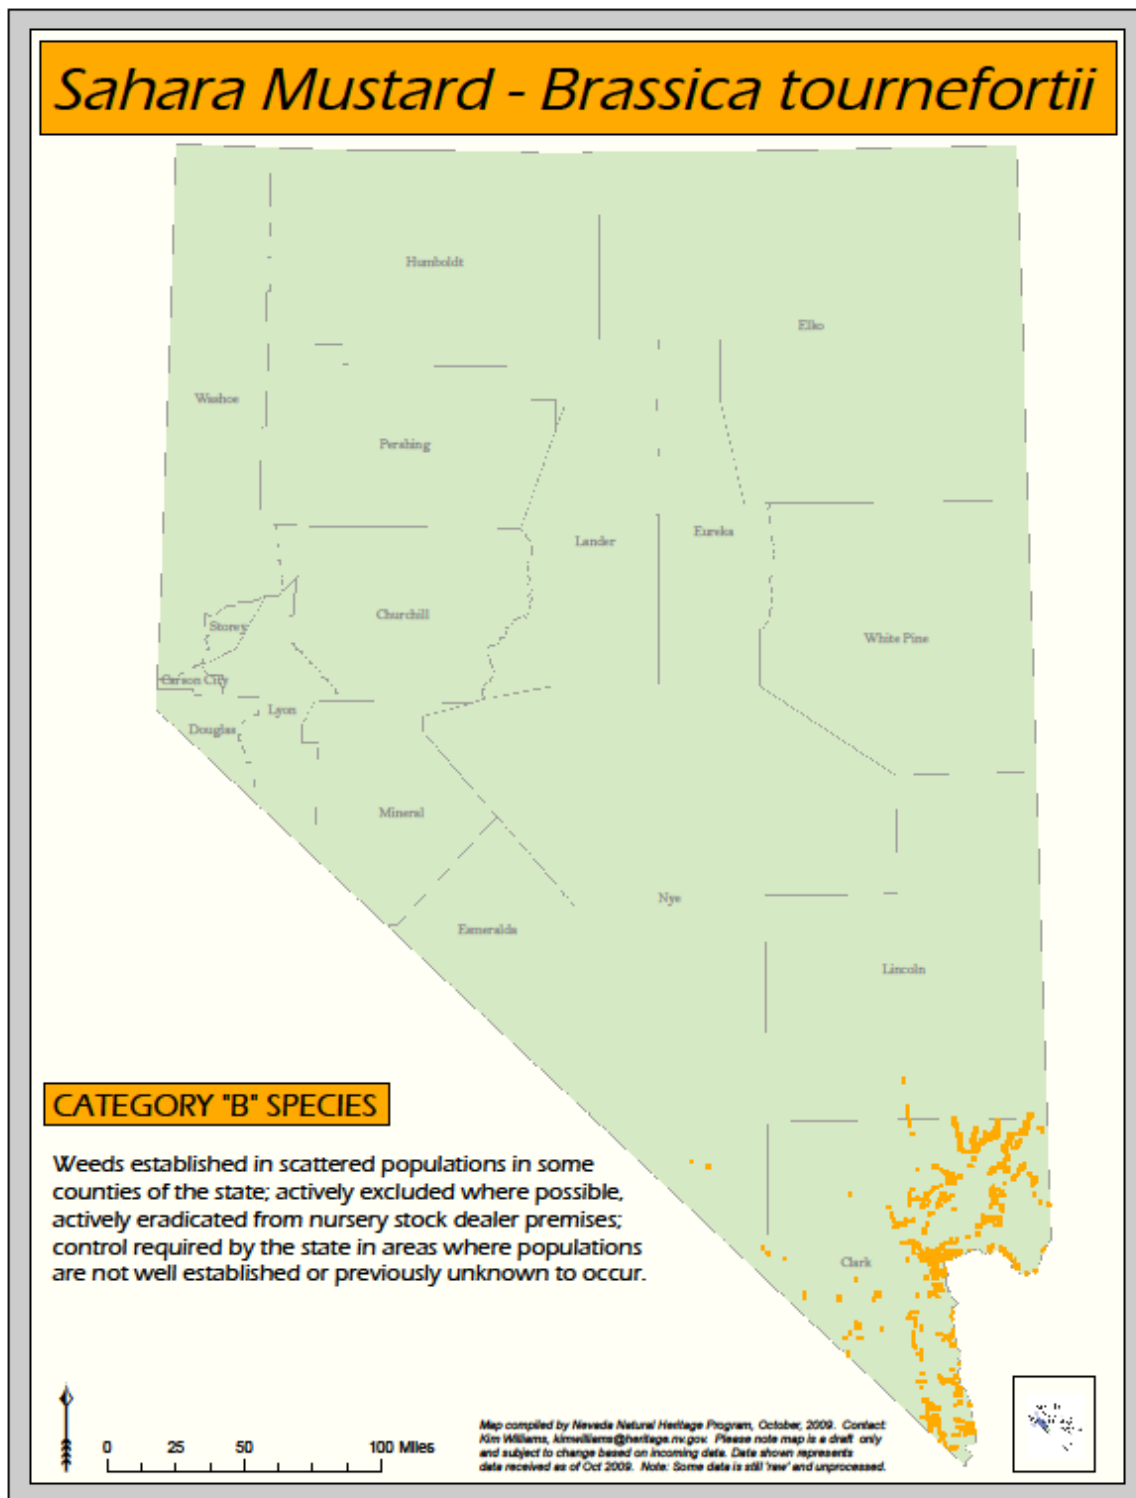 Sahara Mustard - Brassica tournefortii
Humboldt
Elko
Washoe
Pershing
Lander
Eureka
Churchill
Storey
White Pine
Carson City
Lyon
Douglas
Mineral
Nye
Esmeralda
Lincoln
CATEGORY "B" SPECIES
Weeds established in scattered populations in some
counties of the state; actively excluded where possible,
actively eradicated from nursery stock dealer premises;
control required by the state in areas where populations
are not well established or previously unknown to occur.
Clark
0 25 50 100 Miles
Map compiled by Nevada Natural Heritage Program, October, 2009. Contact
Kim Williams, kimwilliams@heritage.nv.gov. Please note map is a draft only
and subject to change based on incoming data. Data shown represents
data received as of Oct 2009. Note: Some data is still 'raw' and unprocessed.